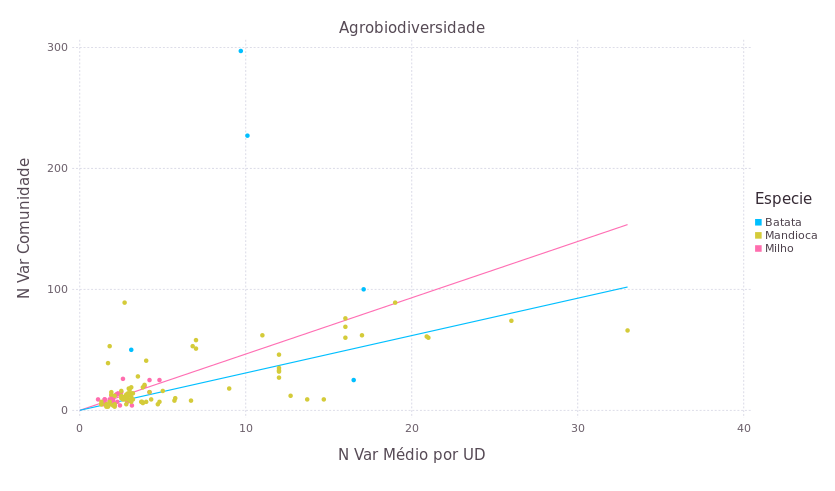 Agrobiodiversidade
N Var Comunidade
300
200
100
0
0 10 20 30 40
N Var Médio por UD
Especie
Batata
Mandioca
Milho